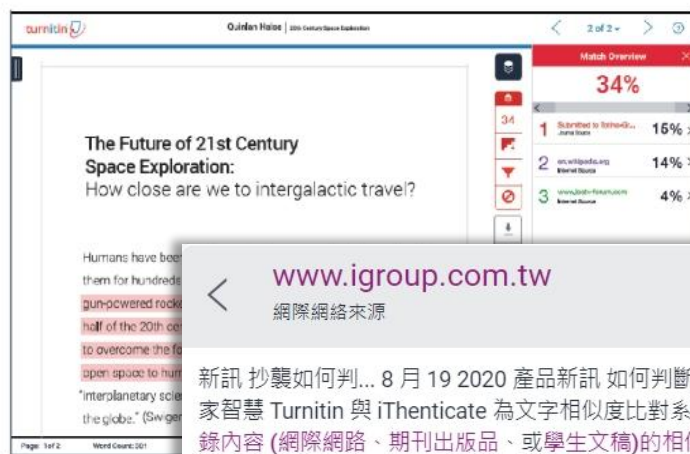 turnitin
Quinlan Haise | 20th Century Space Exploration
2 of 2
Match Overview
34%
34
1 Submitted to 15%
2 en.wikipedia.org 14%
Internet Source
3 4%
Internet Source
The Future of 21st Century
Space Exploration:
How close are we to intergalactic travel?
Humans have bee
them for hundreds
gun-powered rocke
half of the 20th ce
to overcome the fo
open space to hum
"interplanetary scie
the globe." (Swiger
Page: 1 of 2 Word Count: 301
www.igroup.com.tw
網際網絡來源
新訊 抄襲如何判... 8 月 19 2020 產品新訊 如何判斷
家智慧 Turnitin 與 iThenticate 為文字相似度比對系
錄內容 (網際網路、期刊出版品、或學生文稿)的相似